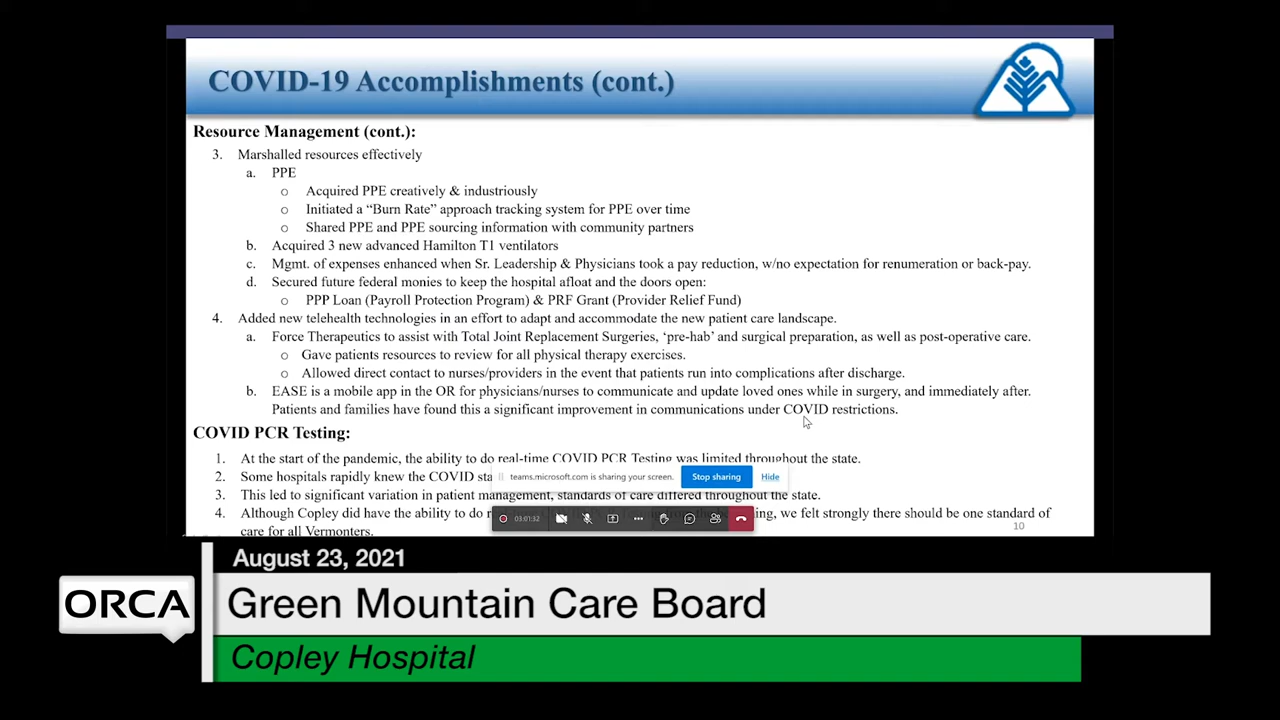 COVID-19 Accomplishments (cont.)
Resource Management (cont.):
3. Marshalled resources effectively
a. PPE
o Acquired PPE creatively & industriously
o Initiated a “Burn Rate” approach tracking system for PPE over time
o Shared PPE and PPE sourcing information with community partners
b. Acquired 3 new advanced Hamilton T1 ventilators
c. Mgmt. of expenses enhanced when Sr. Leadership & Physicians took a pay reduction, w/no expectation for renumeration or back-pay.
d. Secured future federal monies to keep the hospital afloat and the doors open:
o PPP Loan (Payroll Protection Program) & PRF Grant (Provider Relief Fund)
4. Added new telehealth technologies in an effort to adapt and accommodate the new patient care landscape.
a. Force Therapeutics to assist with Total Joint Replacement Surgeries, ‘pre-hab’ and surgical preparation, as well as post-operative care.
o Gave patients resources to review for all physical therapy exercises.
o Allowed direct contact to nurses/providers in the event that patients run into complications after discharge.
b. EASE is a mobile app in the OR for physicians/nurses to communicate and update loved ones while in surgery, and immediately after.
Patients and families have found this a significant improvement in communications under COVID restrictions.
COVID PCR Testing:
1. At the start of the pandemic, the ability to do real-time COVID PCR Testing was limited throughout the state.
2. Some hospitals rapidly knew the COVID sta
teams.microsoft.com is sharing your screen. Stop sharing Hide
3. This led to significant variation in patient management, standards of care differed throughout the state.
4. Although Copley did have the ability to do we felt strongly there should be one standard of
care for all Vermonters.
03:01:32
10
August 23, 2021
ORCA
Green Mountain Care Board
Copley Hospital